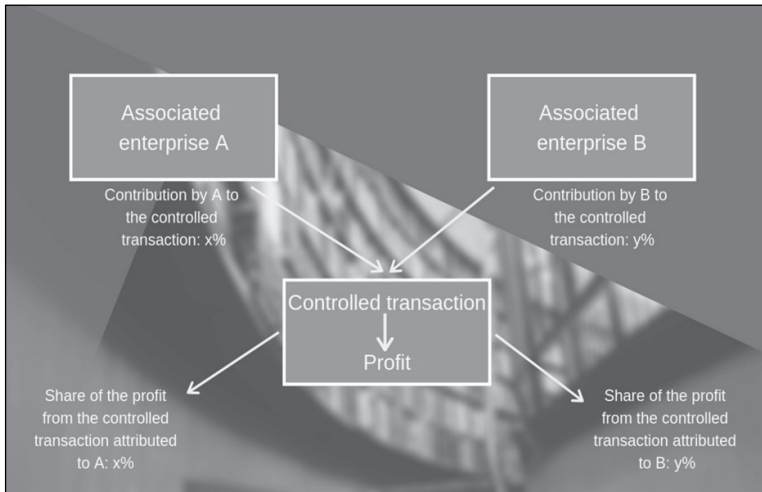 Associated
enterprise A
Associated
enterprise B
Contribution by A to
the controlled
transaction: x%
Contribution by B to
the controlled
transaction: y%
Controlled transaction
Profit
Share of the profit
from the controlled
transaction attributed
to A: x%
Share of the profit
from the controlled
transaction attributed
to B: y%